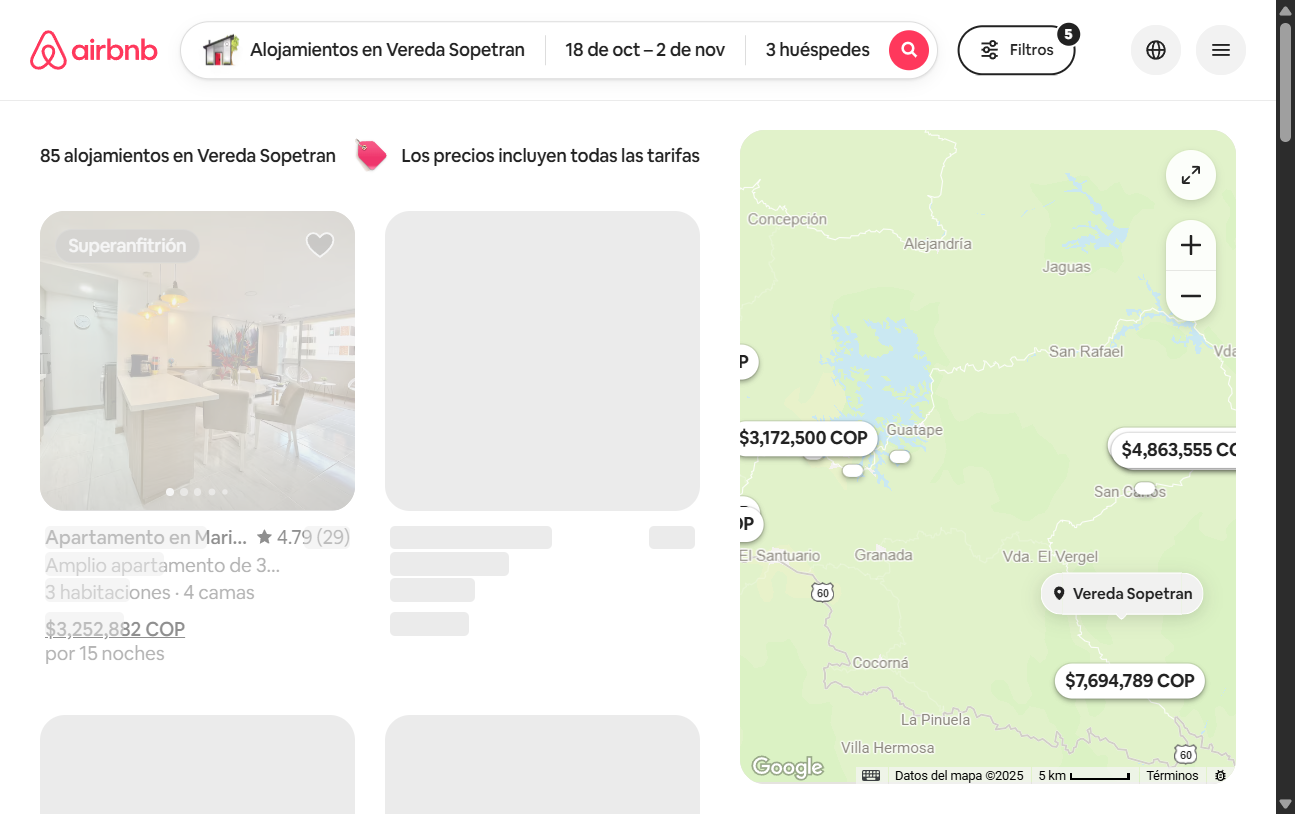 airbnb
Alojamientos en Vereda Sopetran
18 de oct – 2 de nov
3 huéspedes
Filtros
5
85 alojamientos en Vereda Sopetran
Los precios incluyen todas las tarifas
Superanfitrión
Apartamento en Mari...
4.79 (29)
Amplio apartamento de 3...
3 habitaciones · 4 camas
$3,252,882 COP
por 15 noches
Concepción
Alejandría
Jaguas
San Rafael
Vda
P
Guatape
$3,172,500 COP
$4,863,555 CO
San Carlos
OP
El Santuario
Granada
Vda. El Vergel
60
Vereda Sopetran
Cocorná
$7,694,789 COP
La Pinuela
Villa Hermosa
60
Google
Datos del mapa ©2025
5 km
Términos